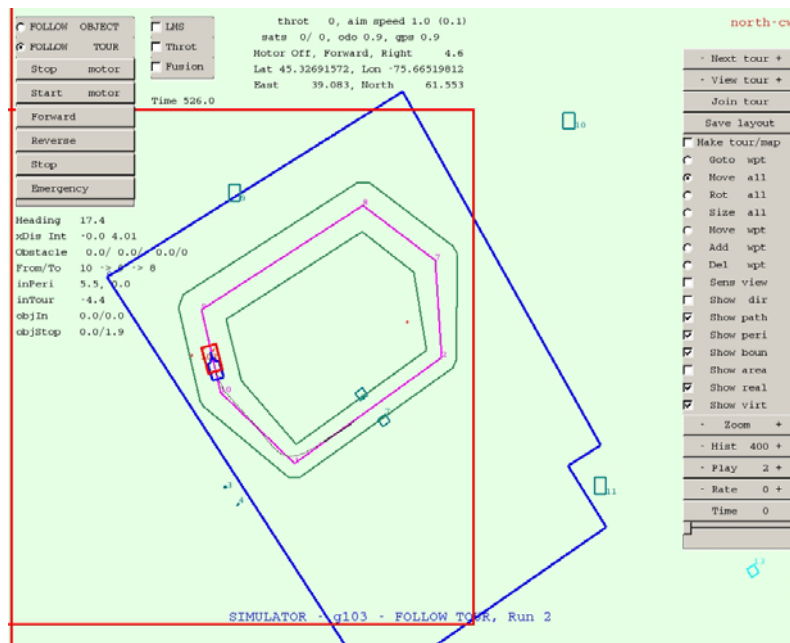 FOLLOW OBJECT
FOLLOW TOUR
Stop motor
Start motor
Forward
Reverse
Stop
Emergency
LMS
Throt
Fusion
Time 526.0
throt 0, aim speed 1.0 (0.1)
sats 0/ 0, odo 0.9, gps 0.9
Motor Off, Forward, Right 4.6
Lat 45.32691572, Lon -75.66519812
East 39.083, North 61.553
north-cw
Heading 17.4
xDis Int -0.0 4.01
Obstacle 0.0/ 0.0/ 0.0/0
From/To 10 -> -> 8
inPeri 5.5, 0.0
inTour -4.4
objIn 0.0/0.0
objStop 0.0/1.9
- Next tour +
- View tour +
Join tour
Save layout
Make tour/map
Goto wpt
Move all
Rot all
Size all
Move wpt
Add wpt
Del wpt
Sens view
Show dir
Show path
Show peri
Show boun
Show area
Show real
Show virt
- Zoom +
- Hist 400 +
- Play 2 +
- Rate 0 +
Time 0
10
7
10
11
SIMULATOR - g103 - FOLLOW TOUR, Run 2